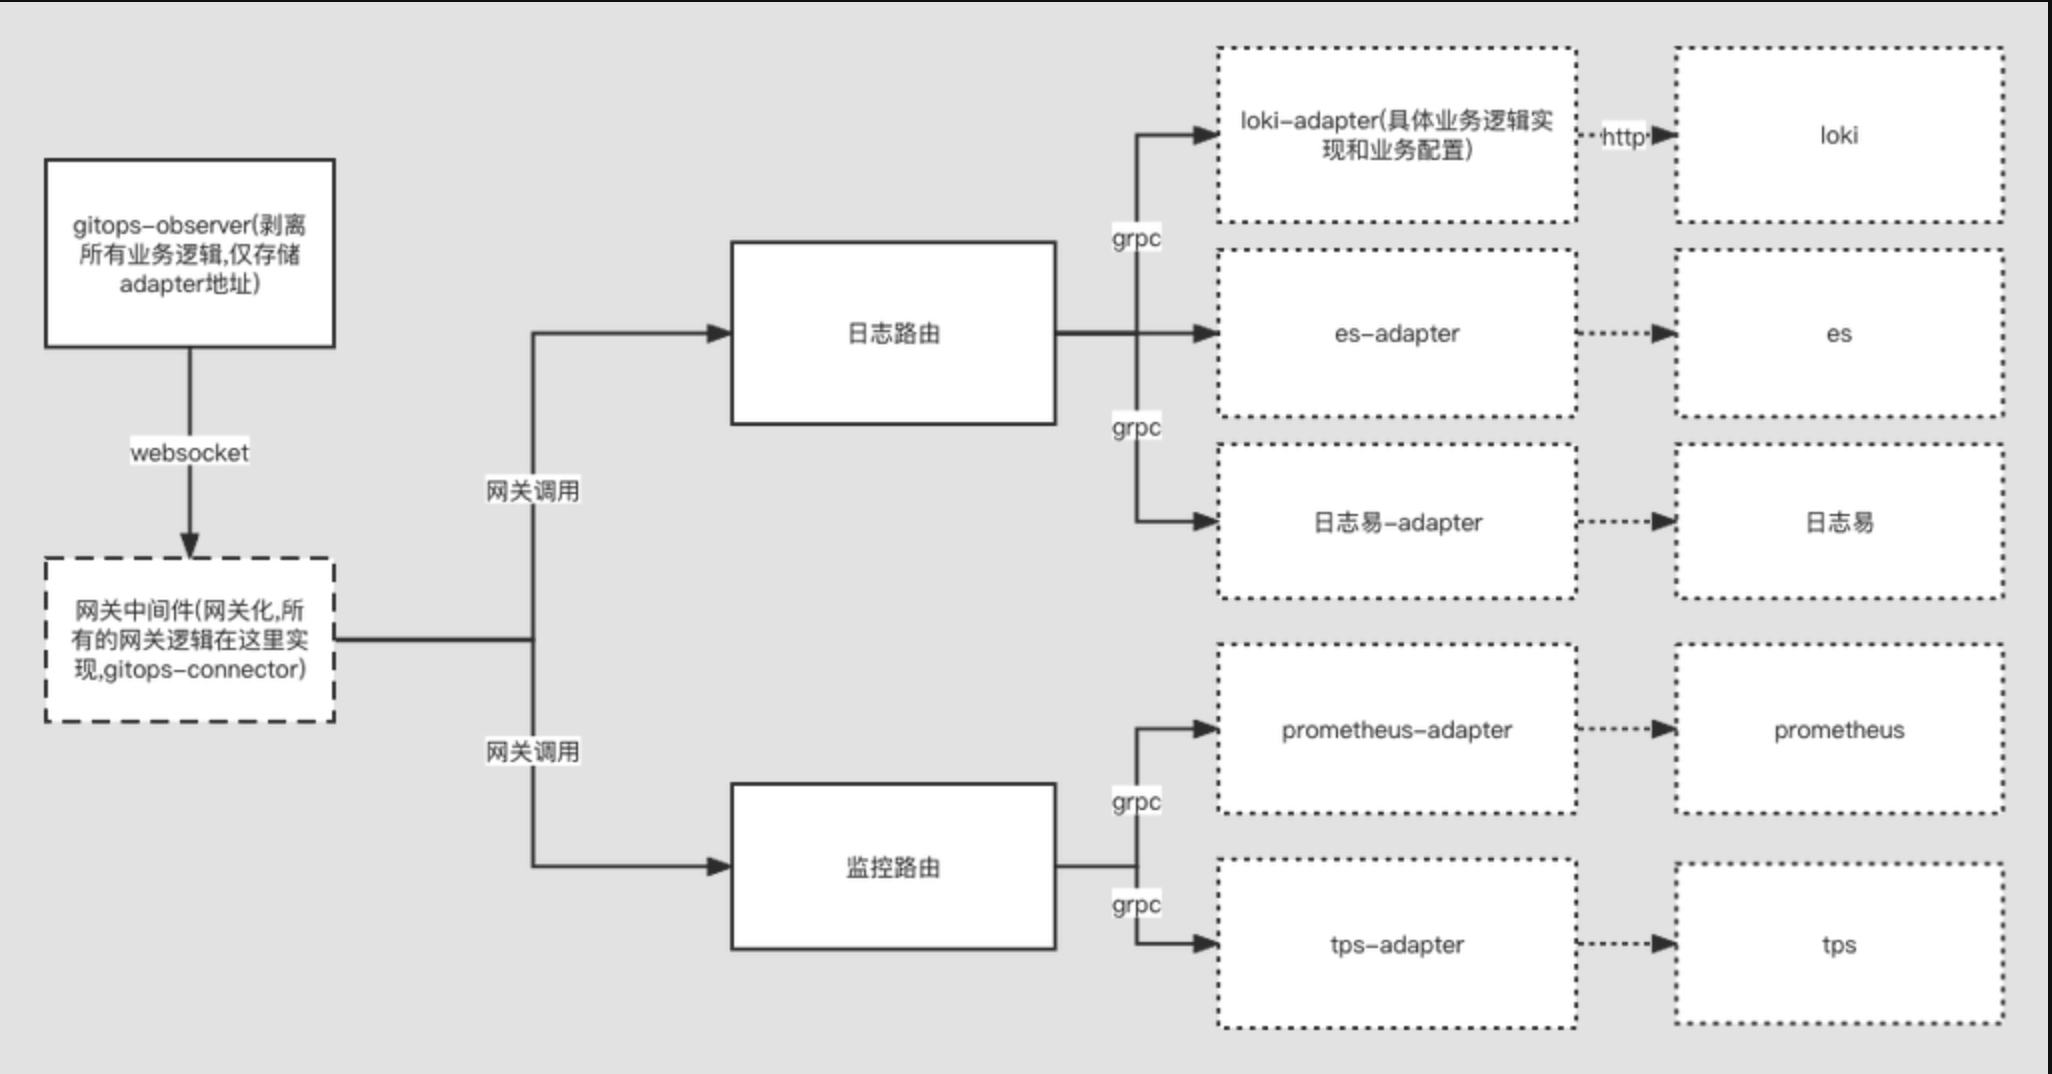 gitops-observer(剥离
所有业务逻辑,仅存储
adapter地址)
websocket
网关中间件(网关化,所
有的网关逻辑在这里实
现,gitops-connector)
网关调用
网关调用
日志路由
监控路由
grpc
grpc
grpc
grpc
loki-adapter(具体业务逻辑实
现和业务配置)
http
loki
es-adapter
es
日志易-adapter
日志易
prometheus-adapter
prometheus
tps-adapter
tps